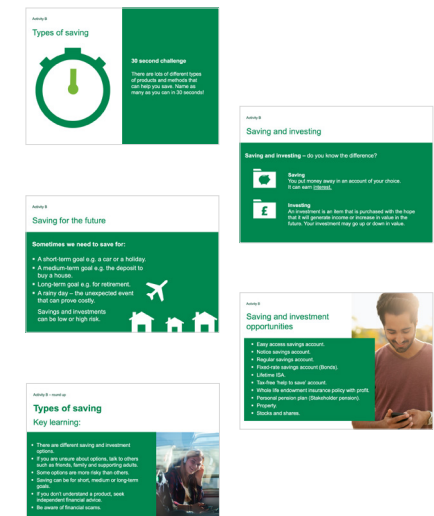 Activity B
Types of saving
30 second challenge
There are lots of different types
of products and methods that
can help you save. Name as
many as you can in 30 seconds!
Activity B
Saving and investing
Saving and investing – do you know the difference?
Saving
You put money away in an account of your choice.
It can earn interest.
£
Investing
An investment is an item that is purchased with the hope
that it will generate income or increase in value in the
future. Your investment may go up or down in value.
Activity B
Saving for the future
Sometimes we need to save for:
• A short-term goal e.g. a car or a holiday.
• A medium-term goal e.g. the deposit to
buy a house.
• Long-term goal e.g. for retirement.
• A rainy day – the unexpected event
that can prove costly.
Savings and investments
can be low or high risk.
Activity B
Saving and investment
opportunities
• Easy access savings account.
• Notice savings account.
• Regular savings account.
• Fixed-rate savings account (Bonds).
• Lifetime ISA.
• Tax-free 'help to save' account.
• Whole life endowment insurance policy with profit.
• Personal pension plan (Stakeholder pension).
• Property.
• Stocks and shares.
Activity B – round up
Types of saving
Key learning:
• There are different saving and investment
options.
• If you are unsure about options, talk to others
such as friends, family and supporting adults.
• Some options are more risky than others.
• Saving can be for short, medium or long-term
goals.
• If you don't understand a product, seek
independent financial advice.
• Be aware of financial scams.